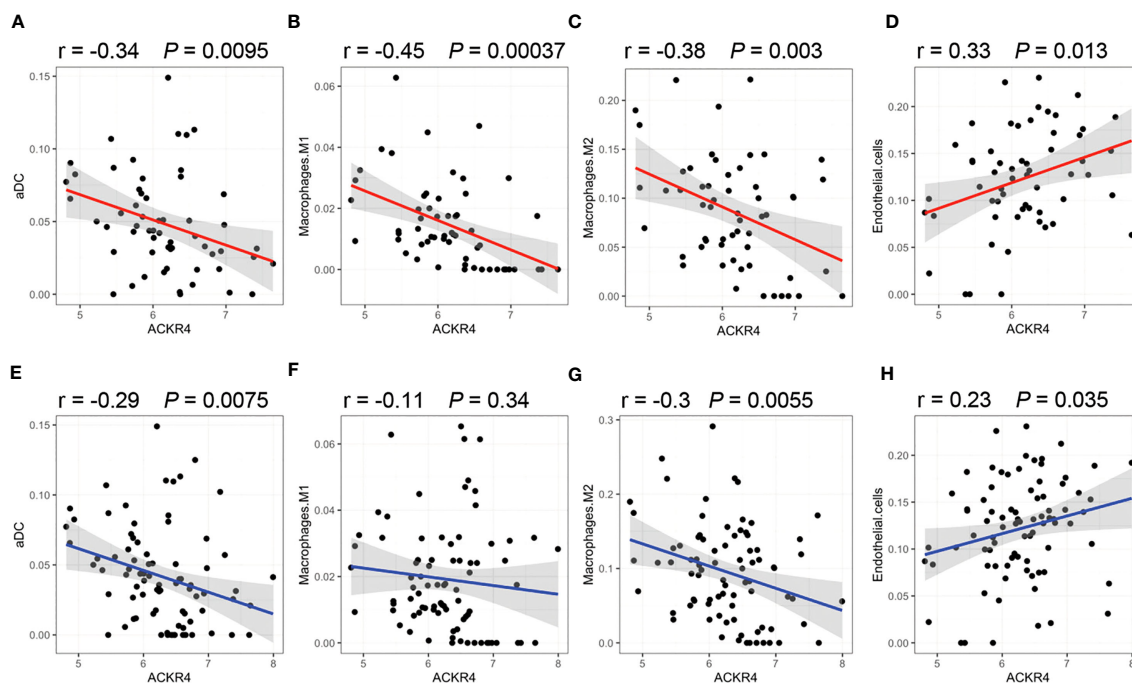 A
B
C
D
r = -0.34 P = 0.0095
r = -0.45 P = 0.00037
r = -0.38 P = 0.003
r = 0.33 P = 0.013
aDC
0.15
0.10
0.05
0.00
5 6 7
ACKR4
Macrophages.M1
0.06
0.04
0.02
0.00
5 6 7
ACKR4
Macrophages.M2
0.20
0.15
0.10
0.05
0.00
5 6 7
ACKR4
Endothelial.cells
0.20
0.15
0.10
0.05
0.00
5 6 7
ACKR4
E
F
G
H
r = -0.29 P = 0.0075
r = -0.11 P = 0.34
r = -0.3 P = 0.0055
r = 0.23 P = 0.035
aDC
0.15
0.10
0.05
0.00
5 6 7 8
ACKR4
Macrophages.M1
0.06
0.04
0.02
0.00
5 6 7 8
ACKR4
Macrophages.M2
0.3
0.2
0.1
0.0
5 6 7 8
ACKR4
Endothelial.cells
0.20
0.15
0.10
0.05
0.00
5 6 7 8
ACKR4